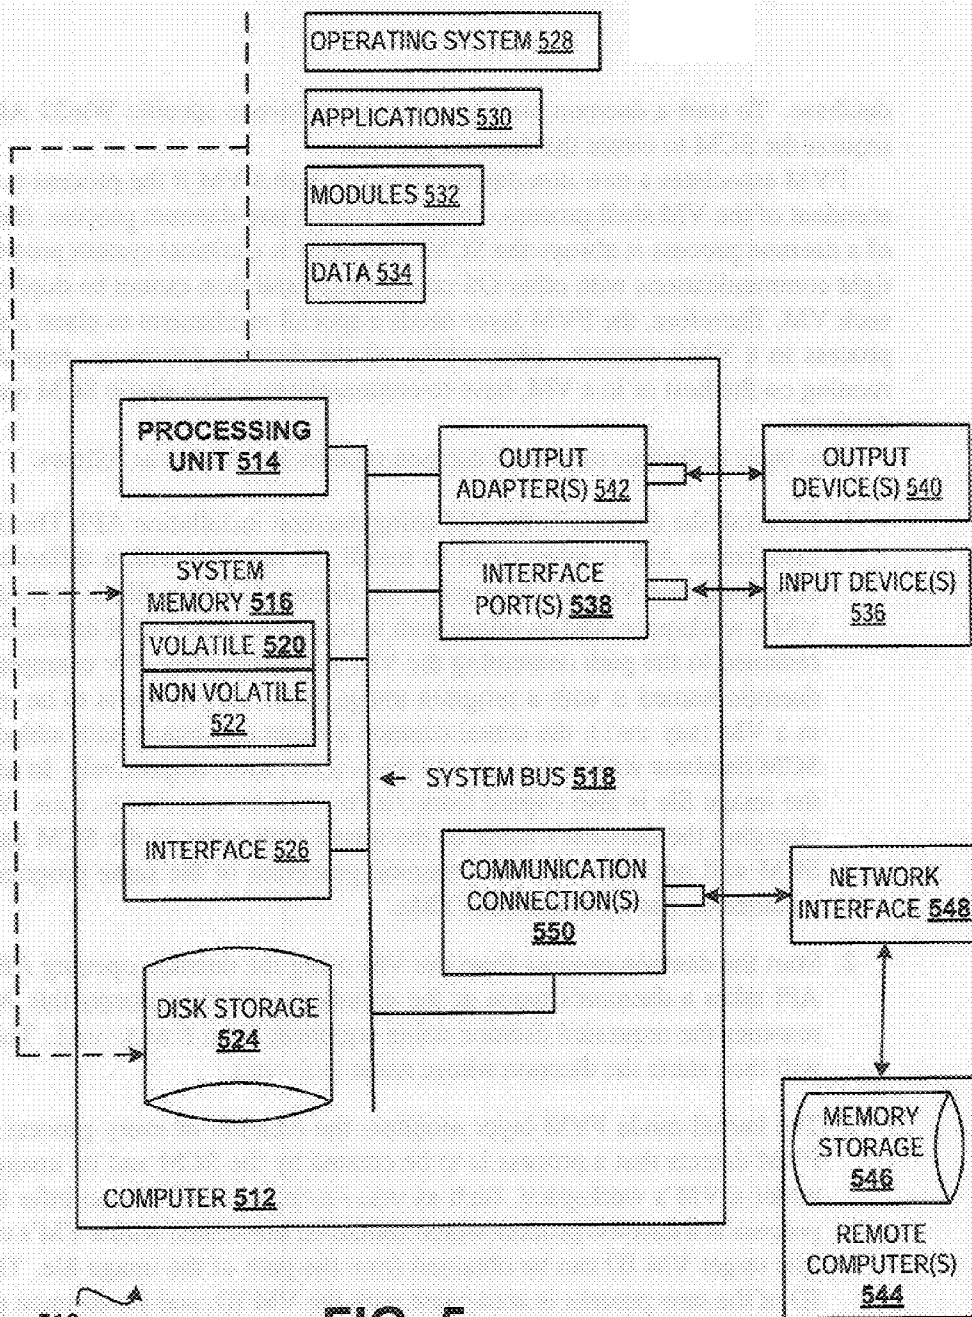 OPERATING SYSTEM 528
APPLICATIONS 530
MODULES 532
DATA 534
PROCESSING
UNIT 514
OUTPUT
ADAPTER(S) 542
OUTPUT
DEVICE(S) 540
SYSTEM
MEMORY 516
VOLATILE 520
NON VOLATILE
522
INTERFACE
PORT(S) 538
INPUT DEVICE(S)
536
SYSTEM BUS 518
INTERFACE 526
COMMUNICATION
CONNECTION(S)
550
NETWORK
INTERFACE 548
DISK STORAGE
524
MEMORY
STORAGE
546
REMOTE
COMPUTER(S)
544
COMPUTER 512
FIG. 5